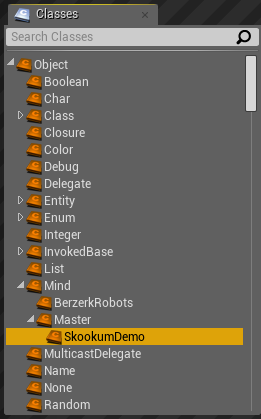 Classes
Search Classes
Object
Boolean
Char
Class
Closure
Color
Debug
Delegate
Entity
Enum
Integer
InvokedBase
List
Mind
BerzerkRobots
Master
SkookumDemo
MulticastDelegate
Name
None
Random